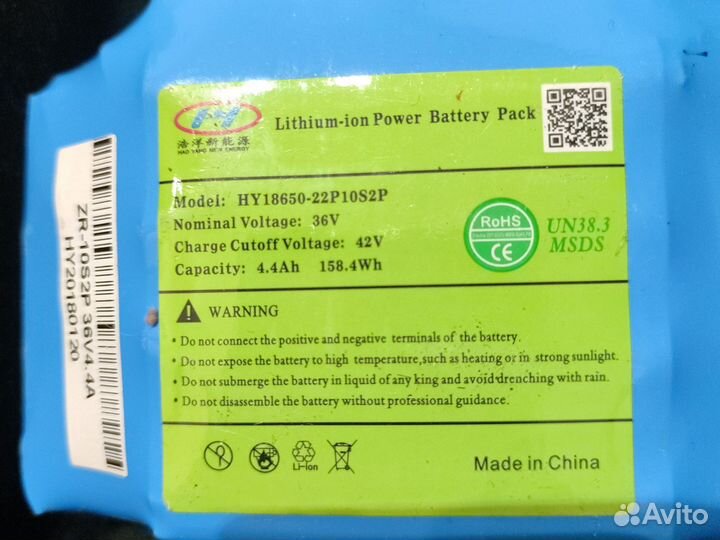 H
浩洋新能源
HAO YANG NEW ENERGY
Lithium-ion Power Battery Pack
Model: HY18650-22P10S2P
Nominal Voltage: 36V
Charge Cutoff Voltage: 42V
Capacity: 4.4Ah 158.4Wh
RoHS
CE
UN38.3
MSDS
WARNING
• Do not connect the positive and negative terminals of the battery.
• Do not expose the battery to high temperature,such as heating or in strong sunlight.
• Do not submerge the battery in liquid of any king and avoid drenching with rain.
• Do not disassemble the battery without professional guidance.
Li-ion
Made in China
ZR-10S2P 36V4.4A
HY20180120
Avito